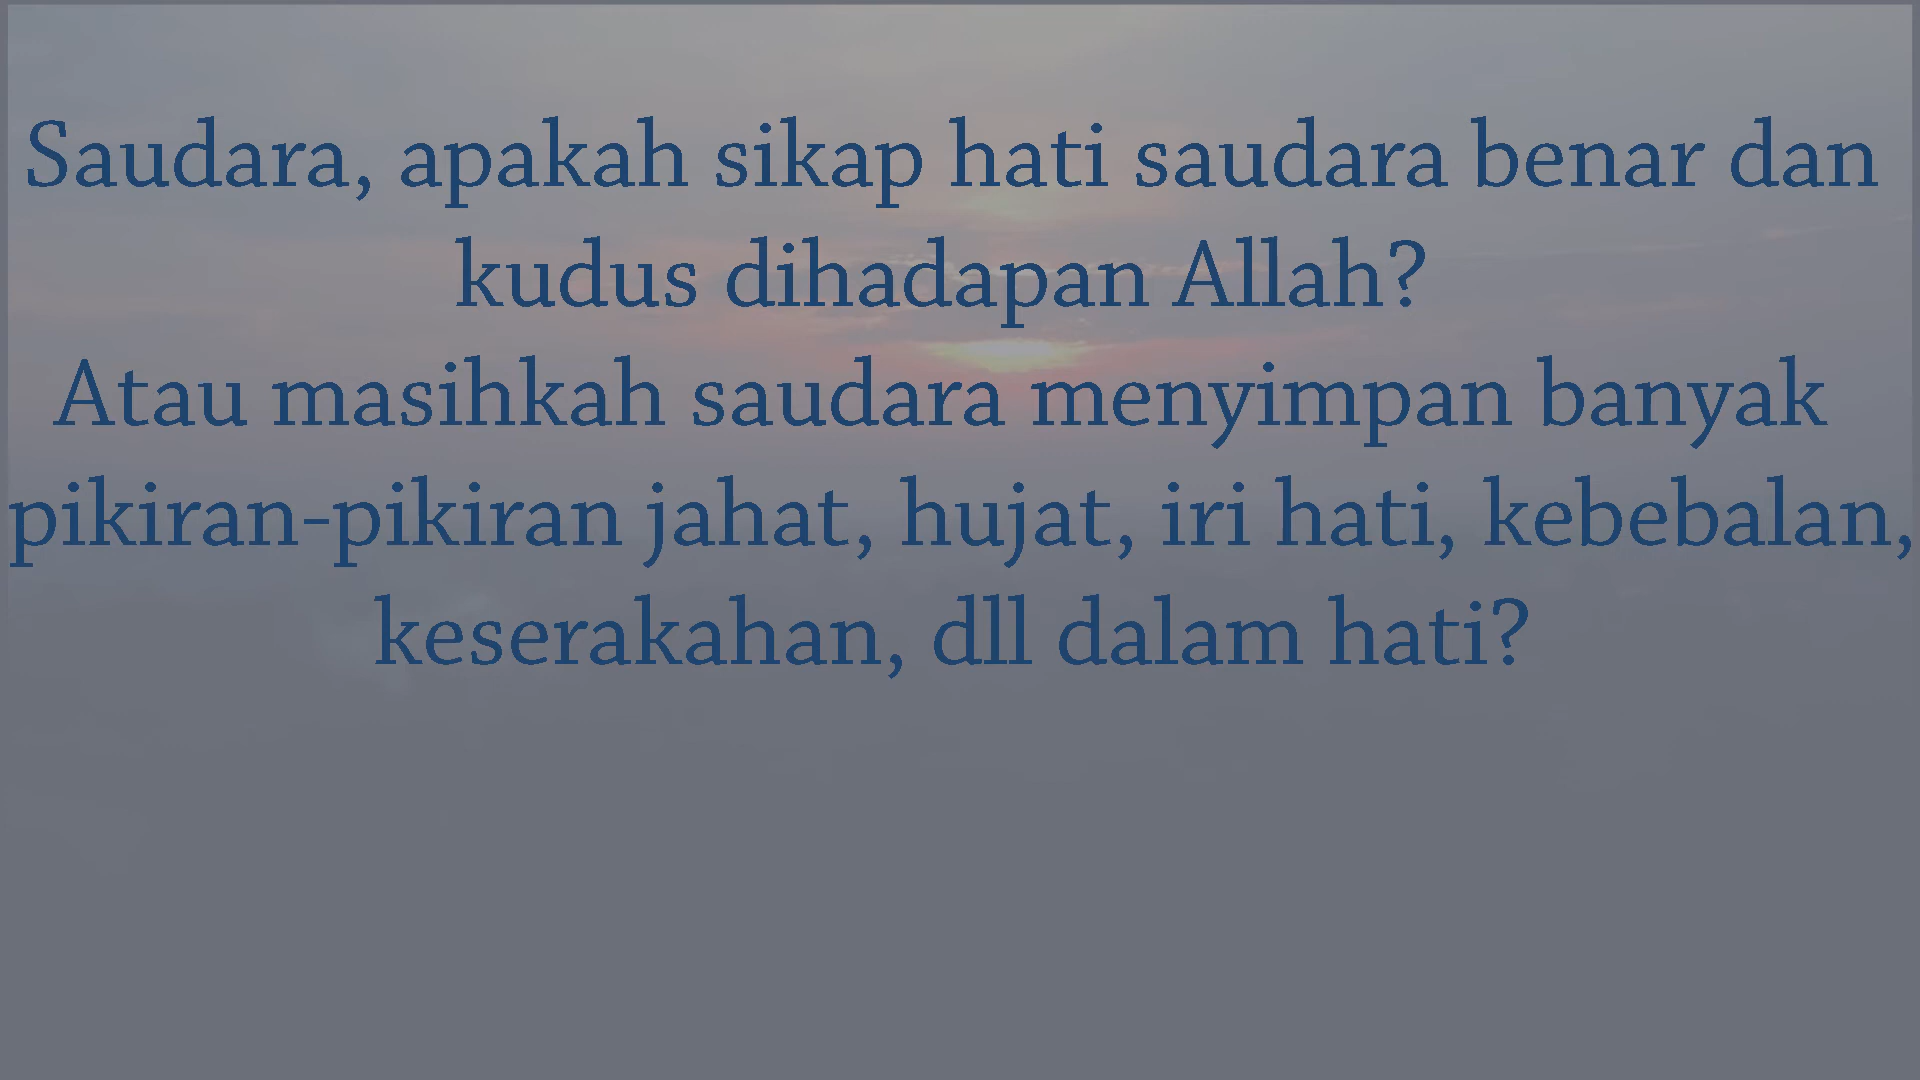 Saudara, apakah sikap hati saudara benar dan
kudus dihadapan Allah?
Atau masihkah saudara menyimpan banyak
pikiran-pikiran jahat, hujat, iri hati, kebebalan,
keserakahan, dll dalam hati?